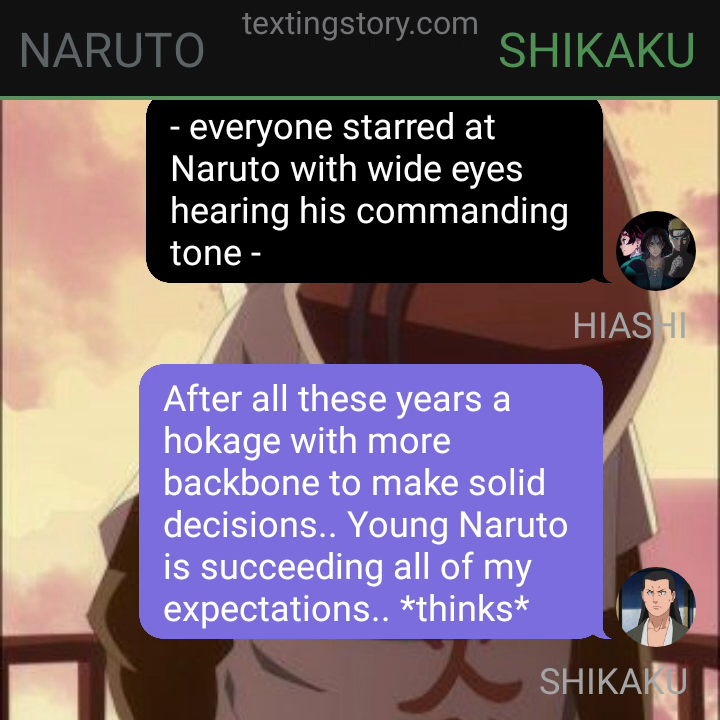 textingstory.com
NARUTO
SHIKAKU
- everyone starred at
Naruto with wide eyes
hearing his commanding
tone -
HIASHI
After all these years a
hokage with more
backbone to make solid
decisions.. Young Naruto
is succeeding all of my
expectations.. *thinks*
SHIKAKU
火